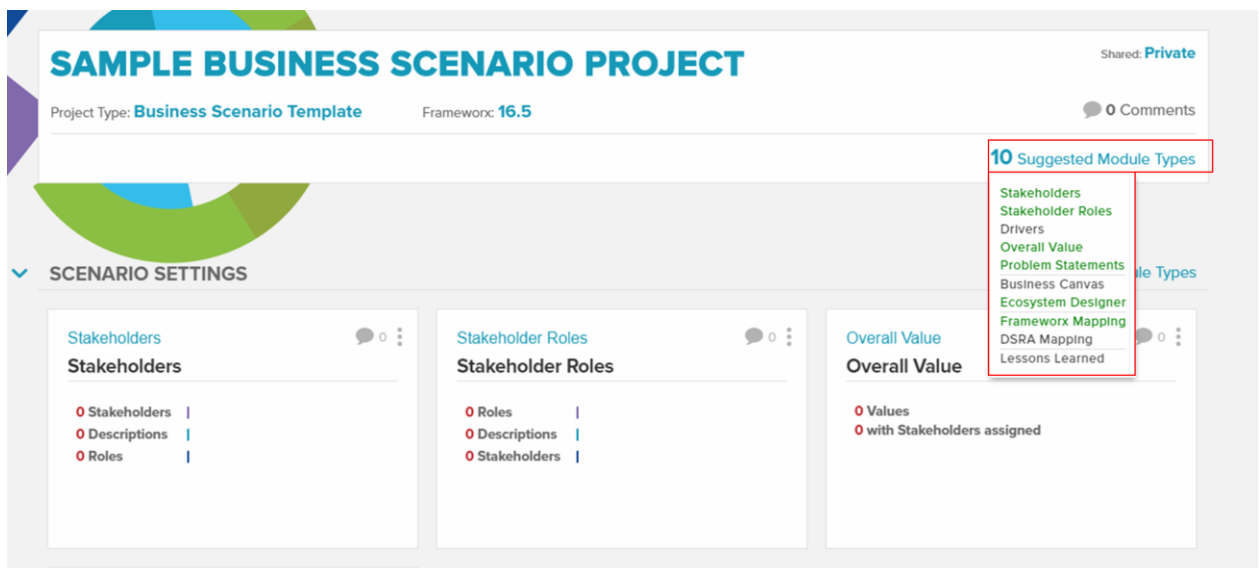 SAMPLE BUSINESS SCENARIO PROJECT
Shared: Private
Project Type: Business Scenario Template
Frameworx: 16.5
0 Comments
10 Suggested Module Types
Stakeholders
Stakeholder Roles
Drivers
Overall Value
Problem Statements
Business Canvas
Ecosystem Designer
Frameworx Mapping
DSRA Mapping
Lessons Learned
SCENARIO SETTINGS
Types
Stakeholders
0
Stakeholders
0 Stakeholders
0 Descriptions
0 Roles
Stakeholder Roles
0
Stakeholder Roles
0 Roles
0 Descriptions
0 Stakeholders
Overall Value
0
Overall Value
0 Values
0 with Stakeholders assigned